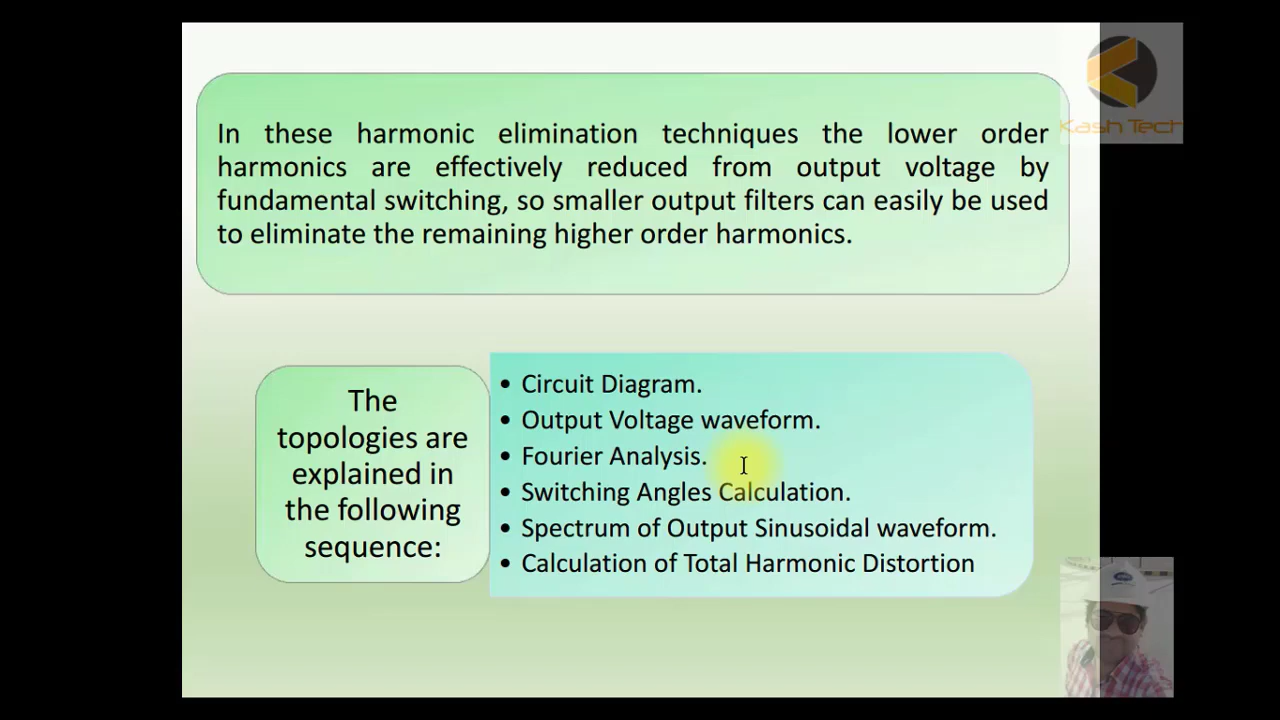 Kash Tech
In these harmonic elimination techniques the lower order
harmonics are effectively reduced from output voltage by
fundamental switching, so smaller output filters can easily be used
to eliminate the remaining higher order harmonics.
The
topologies are
explained in
the following
sequence:
• Circuit Diagram.
• Output Voltage waveform.
• Fourier Analysis.
• Switching Angles Calculation.
• Spectrum of Output Sinusoidal waveform.
• Calculation of Total Harmonic Distortion